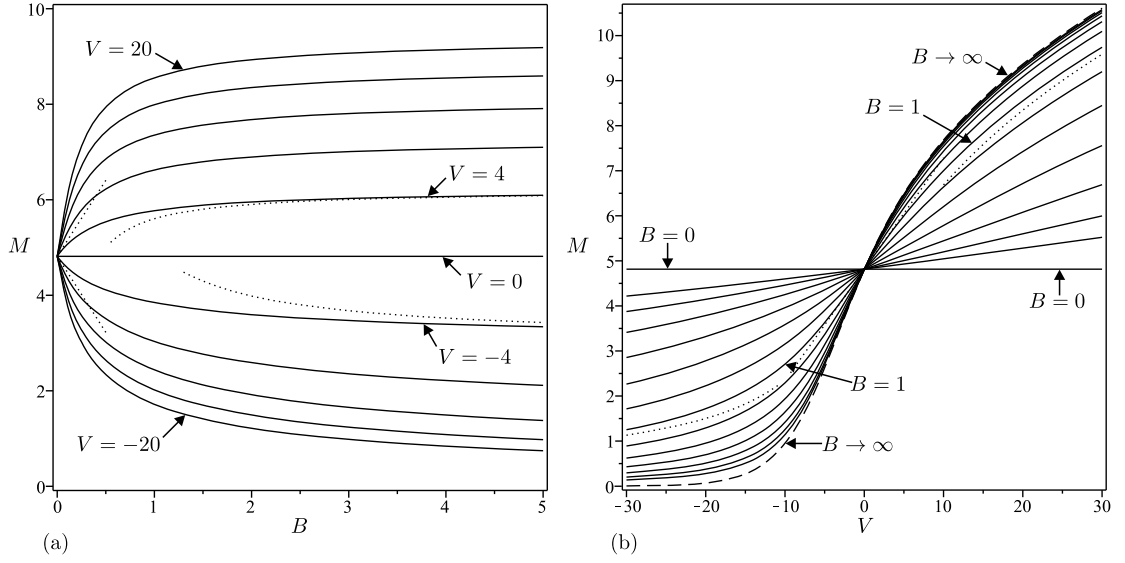 10
8
6
4
2
0
M
V = 20
V = 4
V = 0
V = −4
V = −20
0 1 2 3 4 5
B
(a)
10
9
8
7
6
5
4
3
2
1
0
M
B → ∞
B = 1
B = 0
B = 0
B = 1
B → ∞
−30 −20 −10 0 10 20 30
V
(b)